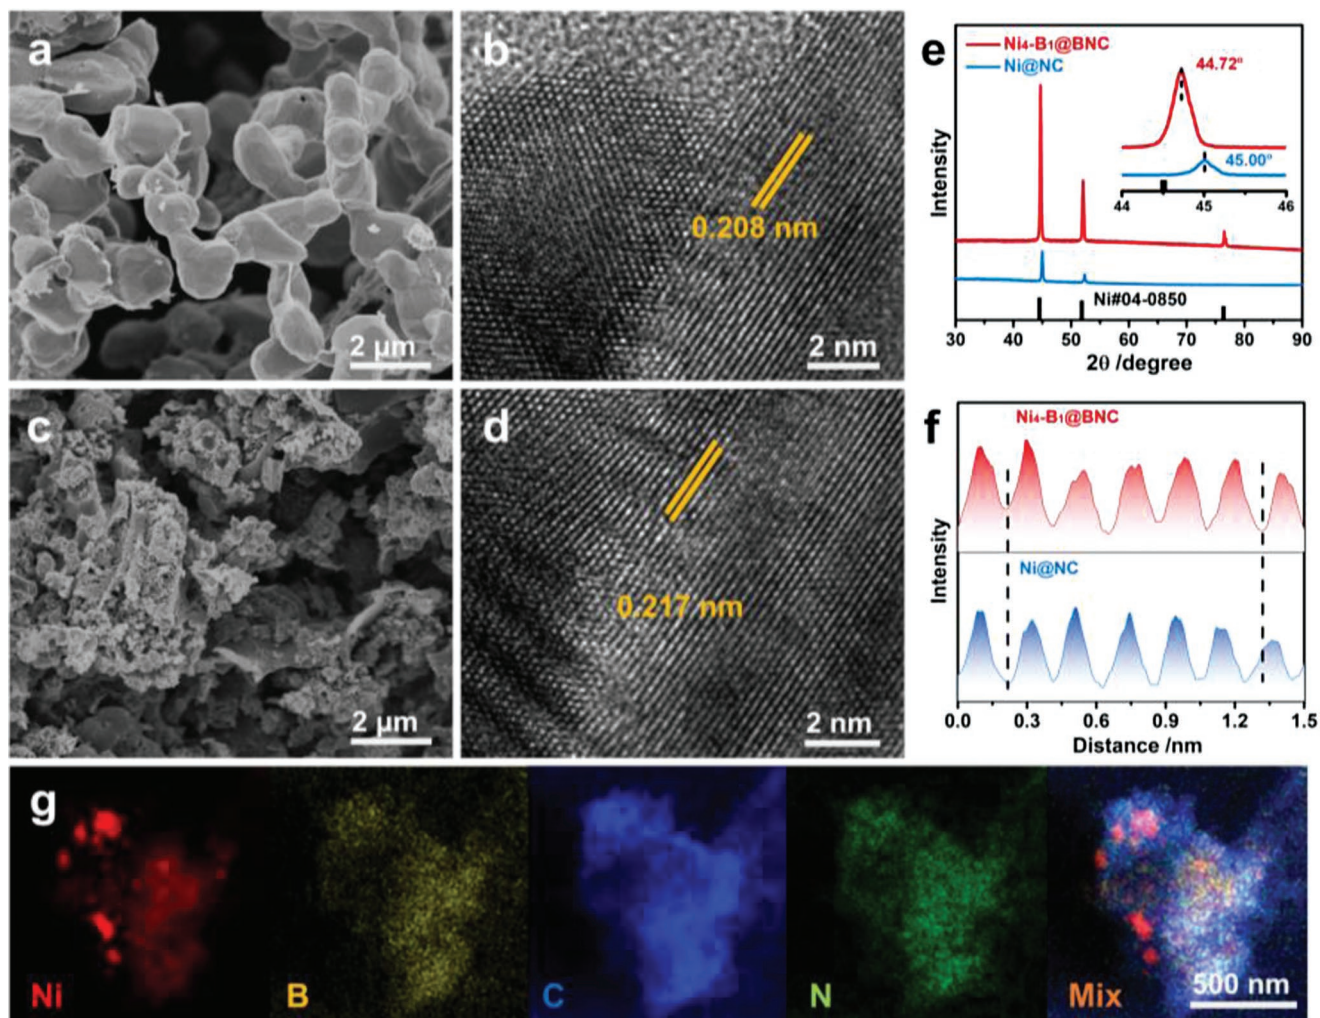 a
2 µm
b
0.208 nm
2 nm
e
Ni₄-B₁@BNC
Ni@NC
44.72°
45.00°
44 45 46
Intensity
Ni#04-0850
30 40 50 60 70 80 90
2θ /degree
c
2 µm
d
0.217 nm
2 nm
f
Ni₄-B₁@BNC
Ni@NC
Intensity
0.0 0.3 0.6 0.9 1.2 1.5
Distance /nm
g
Ni
B
C
N
Mix
500 nm